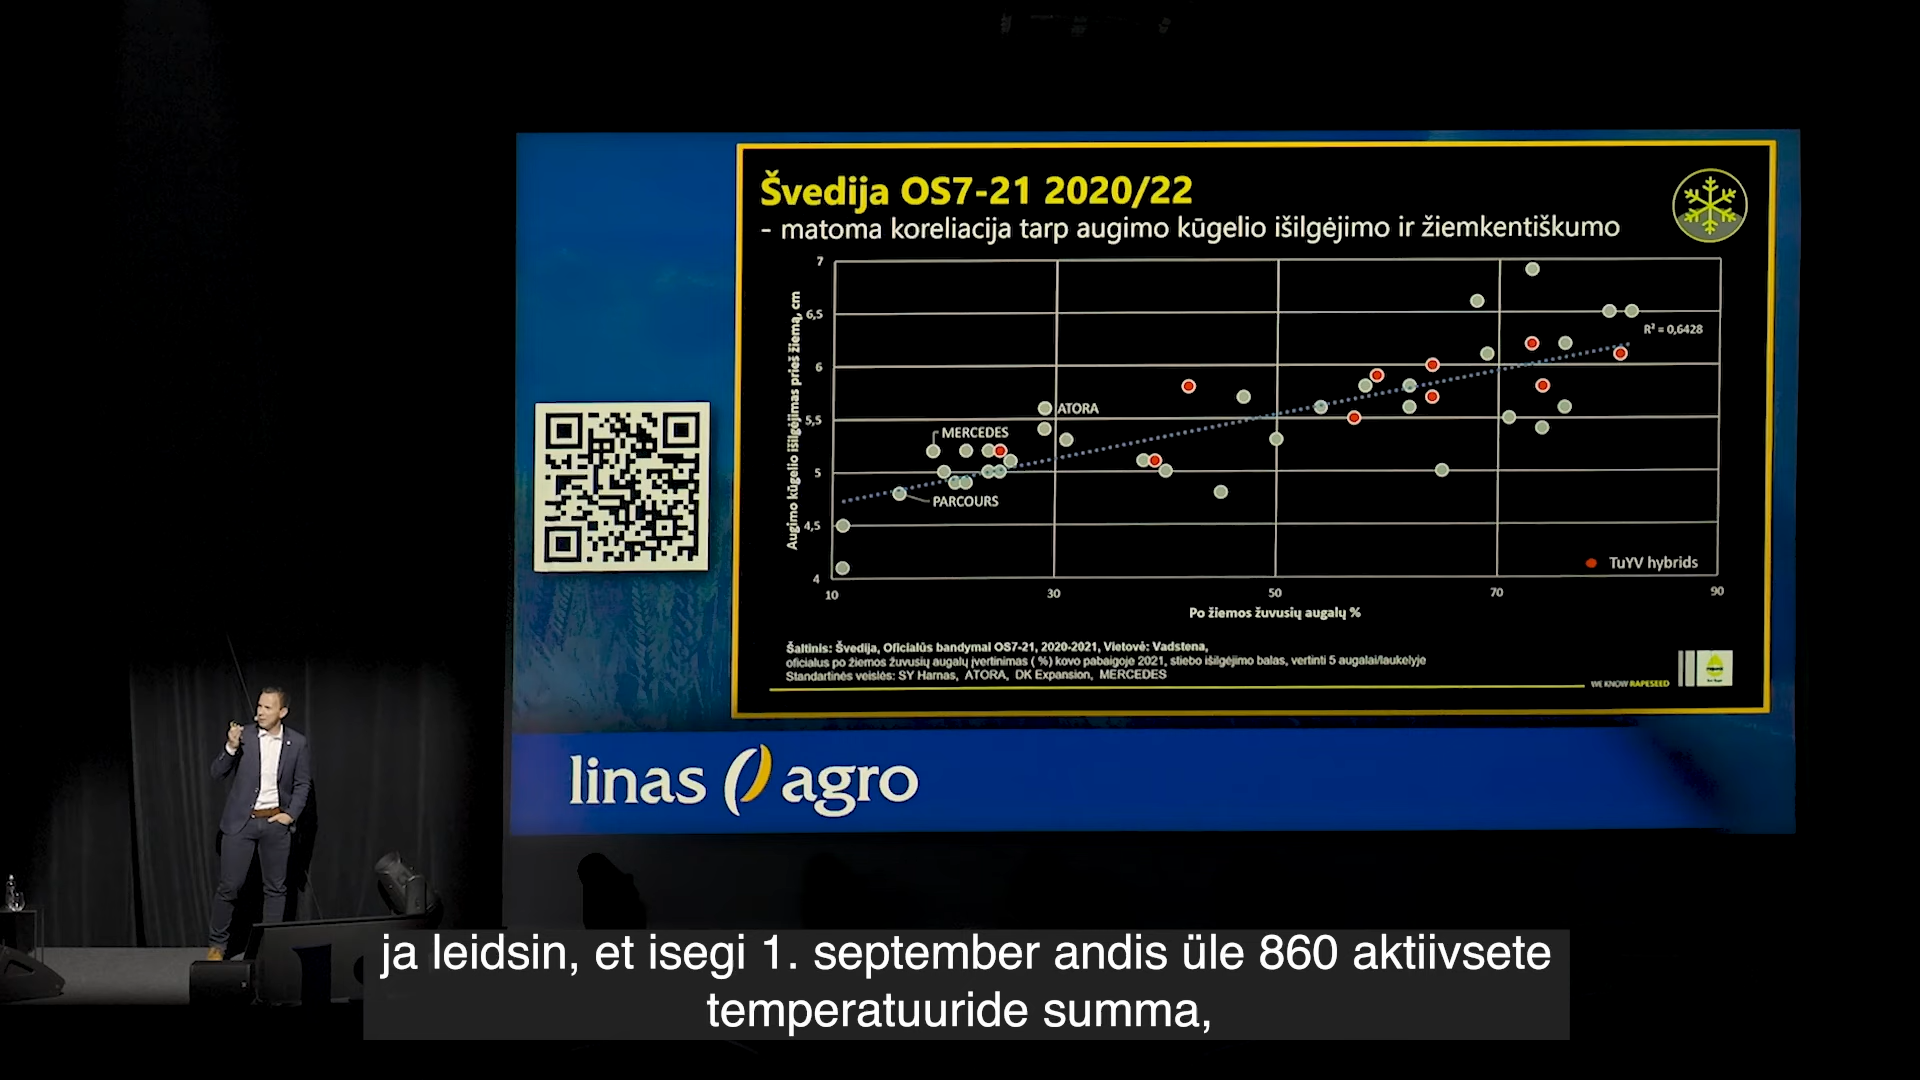 Švedija OS7-21 2020/22
- matoma koreliacija tarp augimo kūgelio išilgėjimo ir žiemkentiškumo
Augimo kūgelio išilgėjimas prieš žiemą, cm
7
6,5
6
5,5
5
4,5
4
R² = 0,6428
ATORA
MERCEDES
PARCOURS
TuYV hybrids
10
30
50
70
90
Po žiemos žuvusių augalų %
Šaltinis: Švedija, Oficialūs bandymai OS7-21, 2020-2021, Vietovė: Vadstena,
oficialus po žiemos žuvusių augalų įvertinimas ( %) kovo pabaigoje 2021, stiebo išilgėjimo balas, vertinti 5 augalai/laukelyje
Standartinės veislės: SY Harnas, ATORA, DK Expansion, MERCEDES
WE KNOW RAPESEED
linas agro
ja leidsin, et isegi 1. september andis üle 860 aktiivsete
temperatuuride summa,